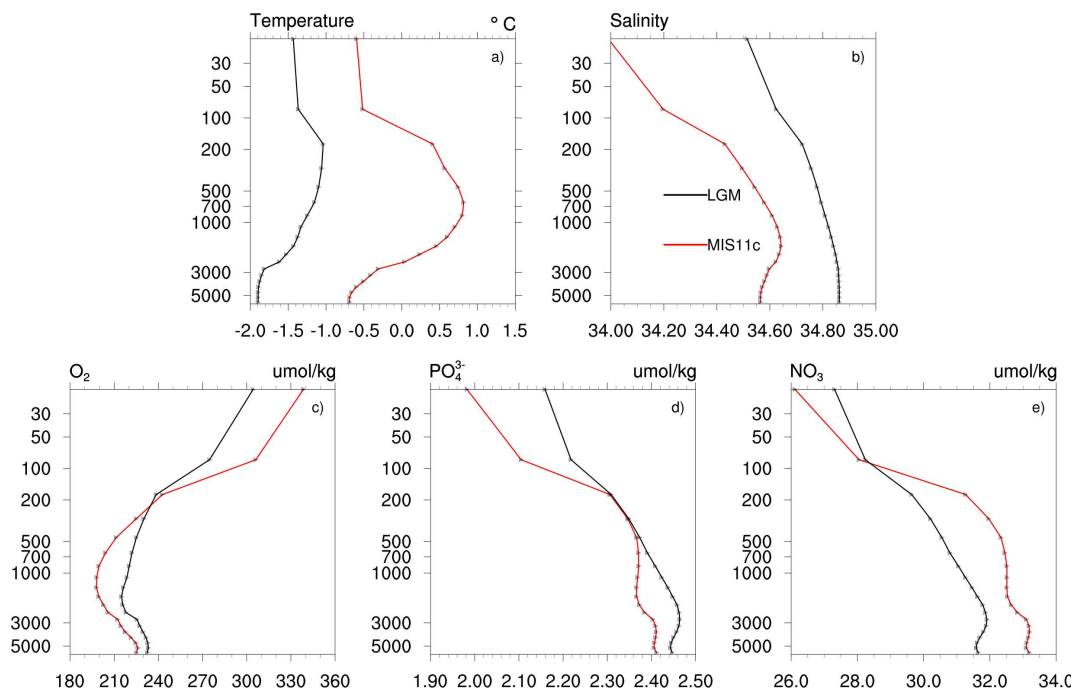 Temperature ° C
a)
30
50
100
200
500
700
1000
3000
5000
-2.0 -1.5 -1.0 -0.5 0.0 0.5 1.0 1.5
Salinity
b)
30
50
100
200
500
700
1000
3000
5000
LGM
MIS11c
34.00 34.20 34.40 34.60 34.80 35.00
O₂ umol/kg
c)
30
50
100
200
500
700
1000
3000
5000
180 210 240 270 300 330 360
PO₄³⁻ umol/kg
d)
30
50
100
200
500
700
1000
3000
5000
1.90 2.00 2.10 2.20 2.30 2.40 2.50
NO₃ umol/kg
e)
30
50
100
200
500
700
1000
3000
5000
26.0 28.0 30.0 32.0 34.0